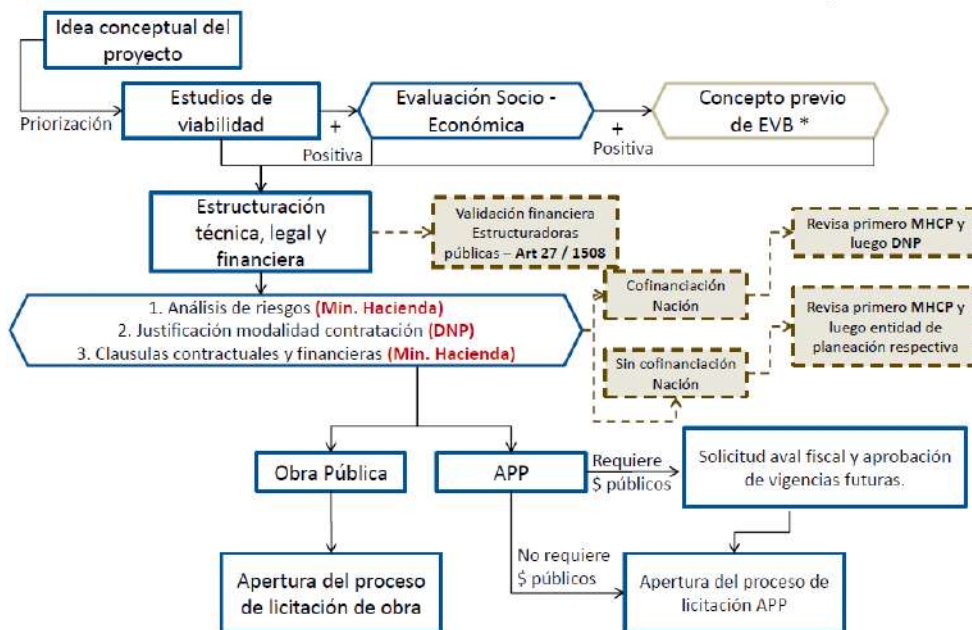 Idea conceptual del
proyecto
Priorización
Estudios de
viabilidad
+
Positiva
Evaluación Socio -
Económica
+
Positiva
Concepto previo
de EVB *
Estructuración
técnica, legal y
financiera
Validación financiera
Estructuradoras
públicas – Art 27 / 1508
Revisa primero MHCP y
luego DNP
Cofinanciación
Nación
1. Análisis de riesgos (Min. Hacienda)
2. Justificación modalidad contratación (DNP)
3. Clausulas contractuales y financieras (Min. Hacienda)
Revisa primero MHCP y
luego entidad de
planeación respectiva
Sin cofinanciación
Nación
Obra Pública
APP
Requiere
$ públicos
Solicitud aval fiscal y aprobación
de vigencias futuras.
No requiere
$ públicos
Apertura del proceso
de licitación de obra
Apertura del proceso de
licitación APP